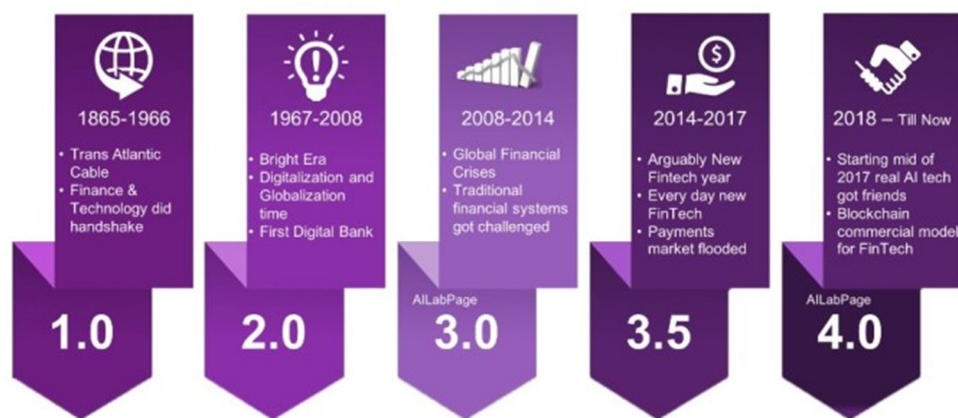 1865-1966
• Trans Atlantic
Cable
• Finance &
Technology did
handshake
1.0
1967-2008
• Bright Era
• Digitalization and
Globalization
time
• First Digital Bank
2.0
2008-2014
• Global Financial
Crises
• Traditional
financial systems
got challenged
AILabPage
3.0
$
2014-2017
• Arguably New
Fintech year
• Every day new
FinTech
• Payments
market flooded
3.5
2018 – Till Now
• Starting mid of
2017 real AI tech
got friends
• Blockchain
commercial model
for FinTech
AILabPage
4.0